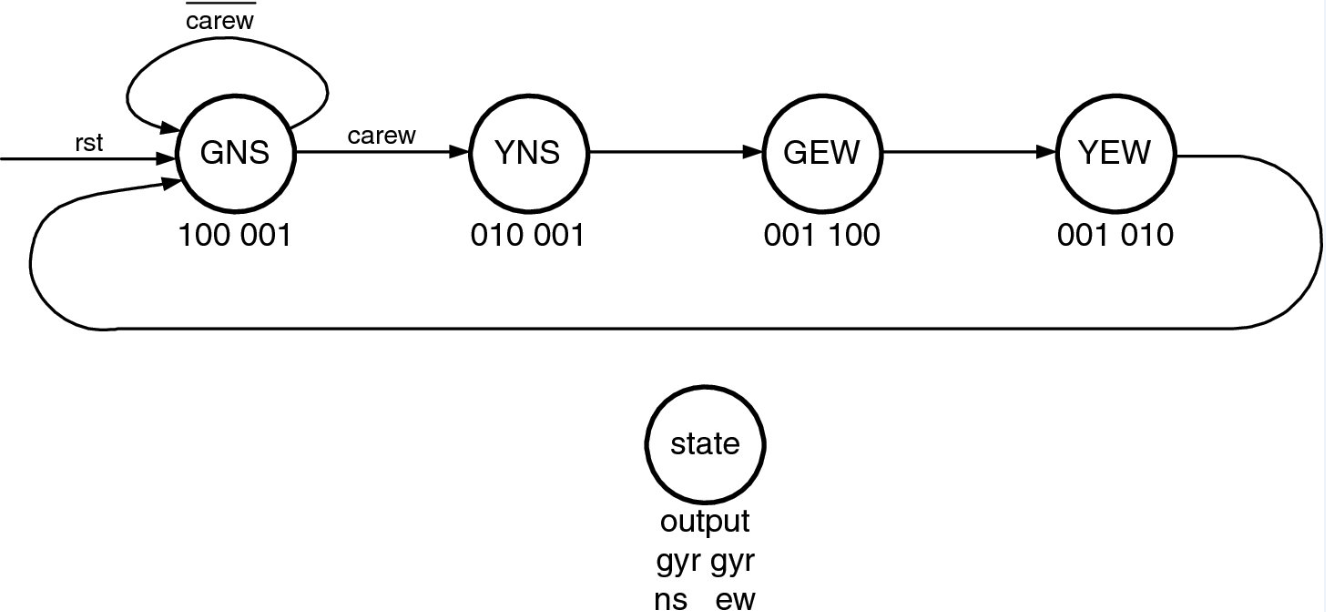 carew
rst
carew
GNS
YNS
GEW
YEW
100 001
010 001
001 100
001 010
state
output
gyr gyr
ns ew